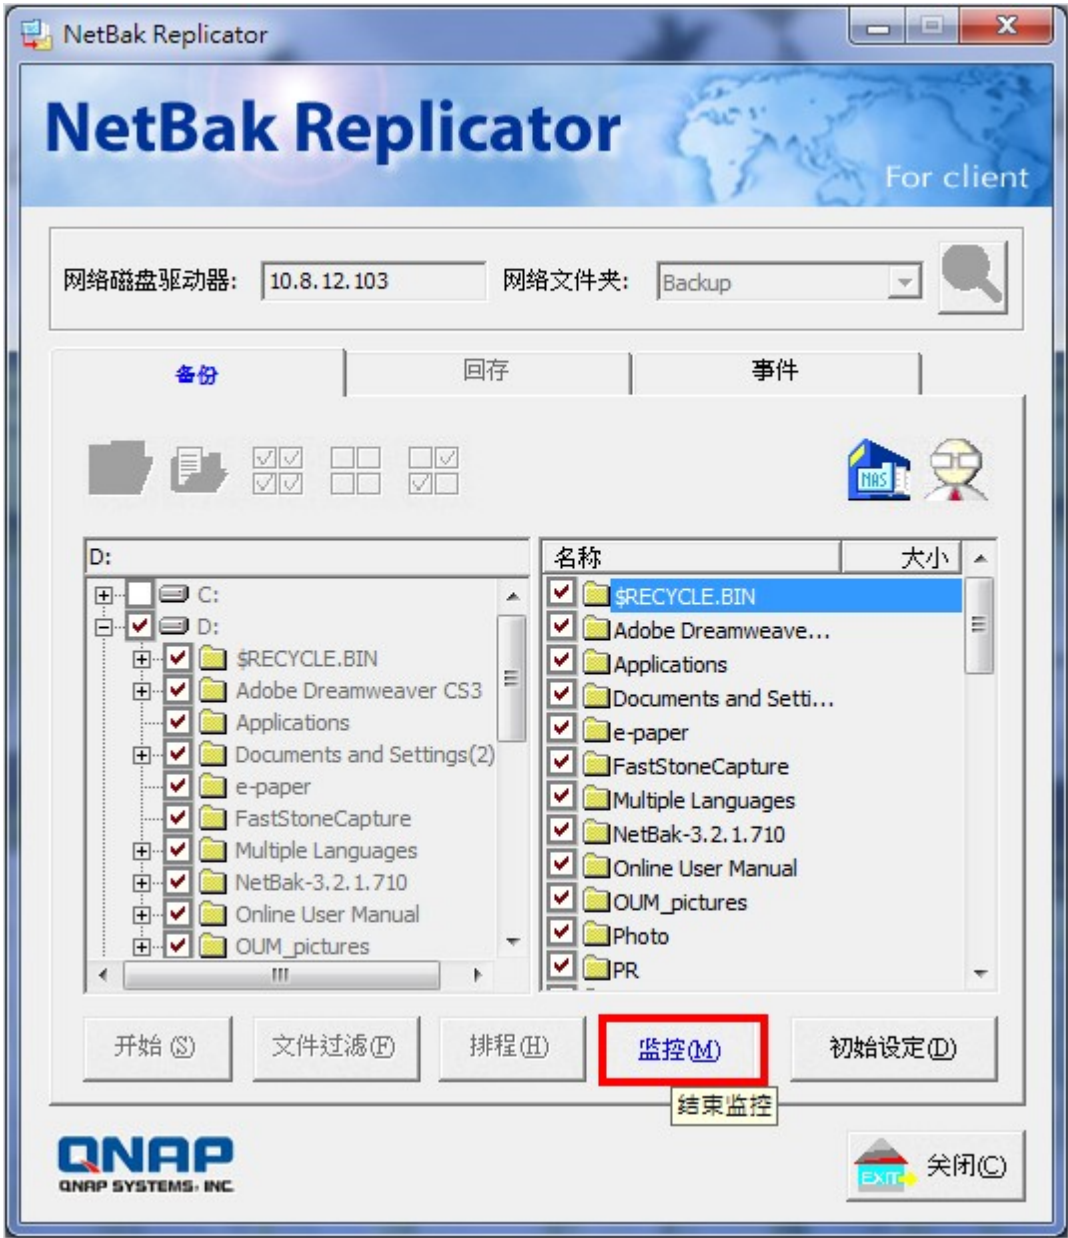 NetBak Replicator
NetBak Replicator
For client
网络磁盘驱动器: 10.8.12.103 网络文件夹: Backup
备份 回存 事件
NAS
D:
C:
D:
$RECYCLE.BIN
Adobe Dreamweaver CS3
Applications
Documents and Settings(2)
e-paper
FastStoneCapture
Multiple Languages
NetBak-3.2.1.710
Online User Manual
OUM_pictures
名称 大小
$RECYCLE.BIN
Adobe Dreamweave...
Applications
Documents and Setti...
e-paper
FastStoneCapture
Multiple Languages
NetBak-3.2.1.710
Online User Manual
OUM_pictures
Photo
PR
开始(S) 文件过滤(F) 排程(H) 监控(M) 初始设定(D)
结束监控
QNAP
QNAP SYSTEMS, INC.
EXIT 关闭(C)